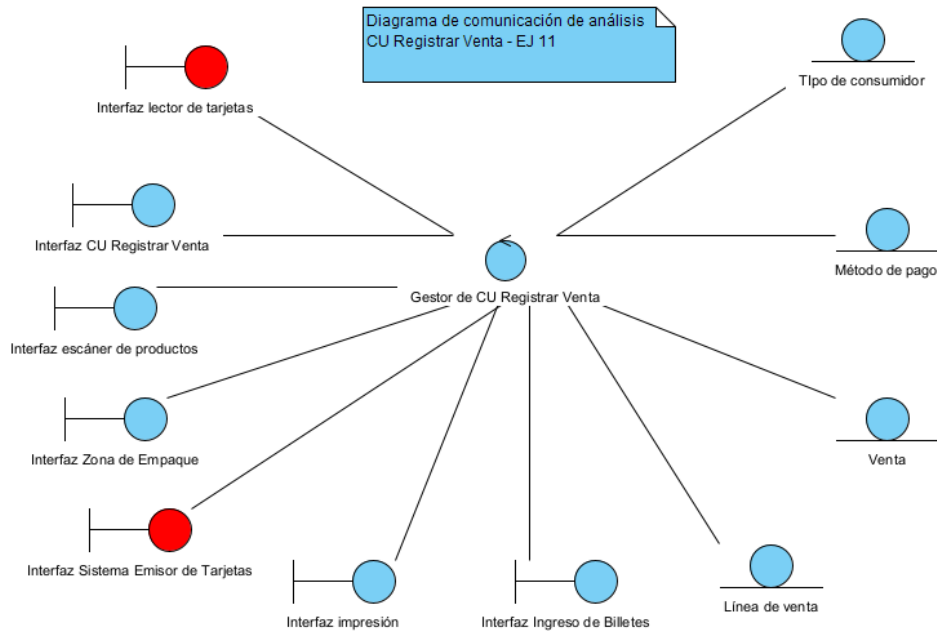 Diagrama de comunicación de análisis
CU Registrar Venta - EJ 11
Interfaz lector de tarjetas
TIpo de consumidor
Interfaz CU Registrar Venta
Método de pago
Gestor de CU Registrar Venta
Interfaz escáner de productos
Interfaz Zona de Empaque
Venta
Interfaz Sistema Emisor de Tarjetas
Línea de venta
Interfaz impresión
Interfaz Ingreso de Billetes